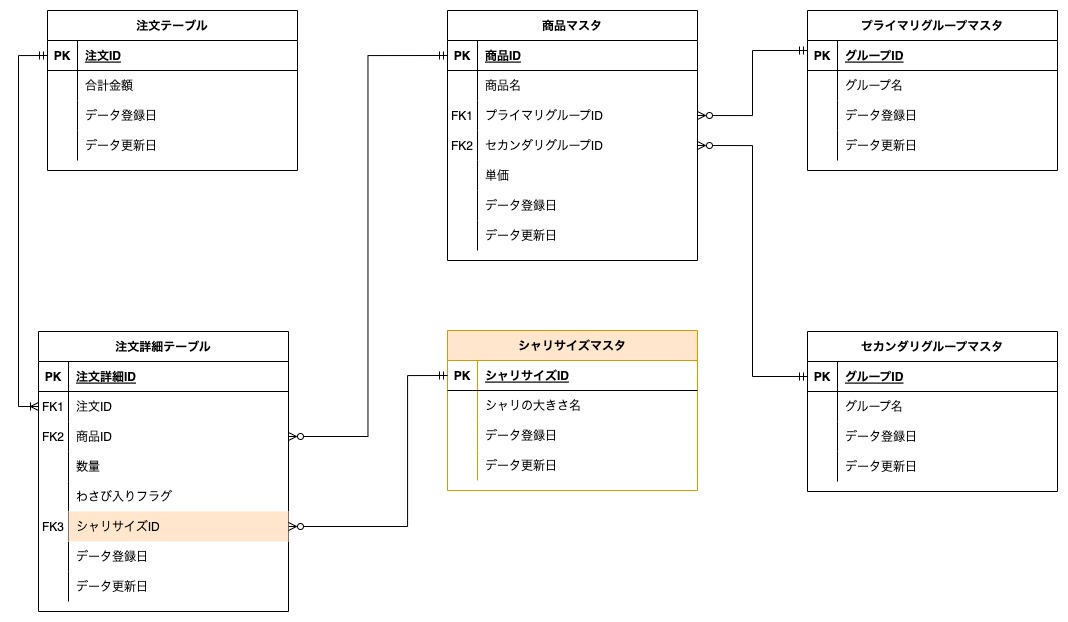 注文テーブル
PK 注文ID
合計金額
データ登録日
データ更新日
商品マスタ
PK 商品ID
商品名
FK1 プライマリグループID
FK2 セカンダリグループID
単価
データ登録日
データ更新日
プライマリグループマスタ
PK グループID
グループ名
データ登録日
データ更新日
注文詳細テーブル
PK 注文詳細ID
FK1 注文ID
FK2 商品ID
数量
わさび入りフラグ
FK3 シャリサイズID
データ登録日
データ更新日
シャリサイズマスタ
PK シャリサイズID
シャリの大きさ名
データ登録日
データ更新日
セカンダリグループマスタ
PK グループID
グループ名
データ登録日
データ更新日